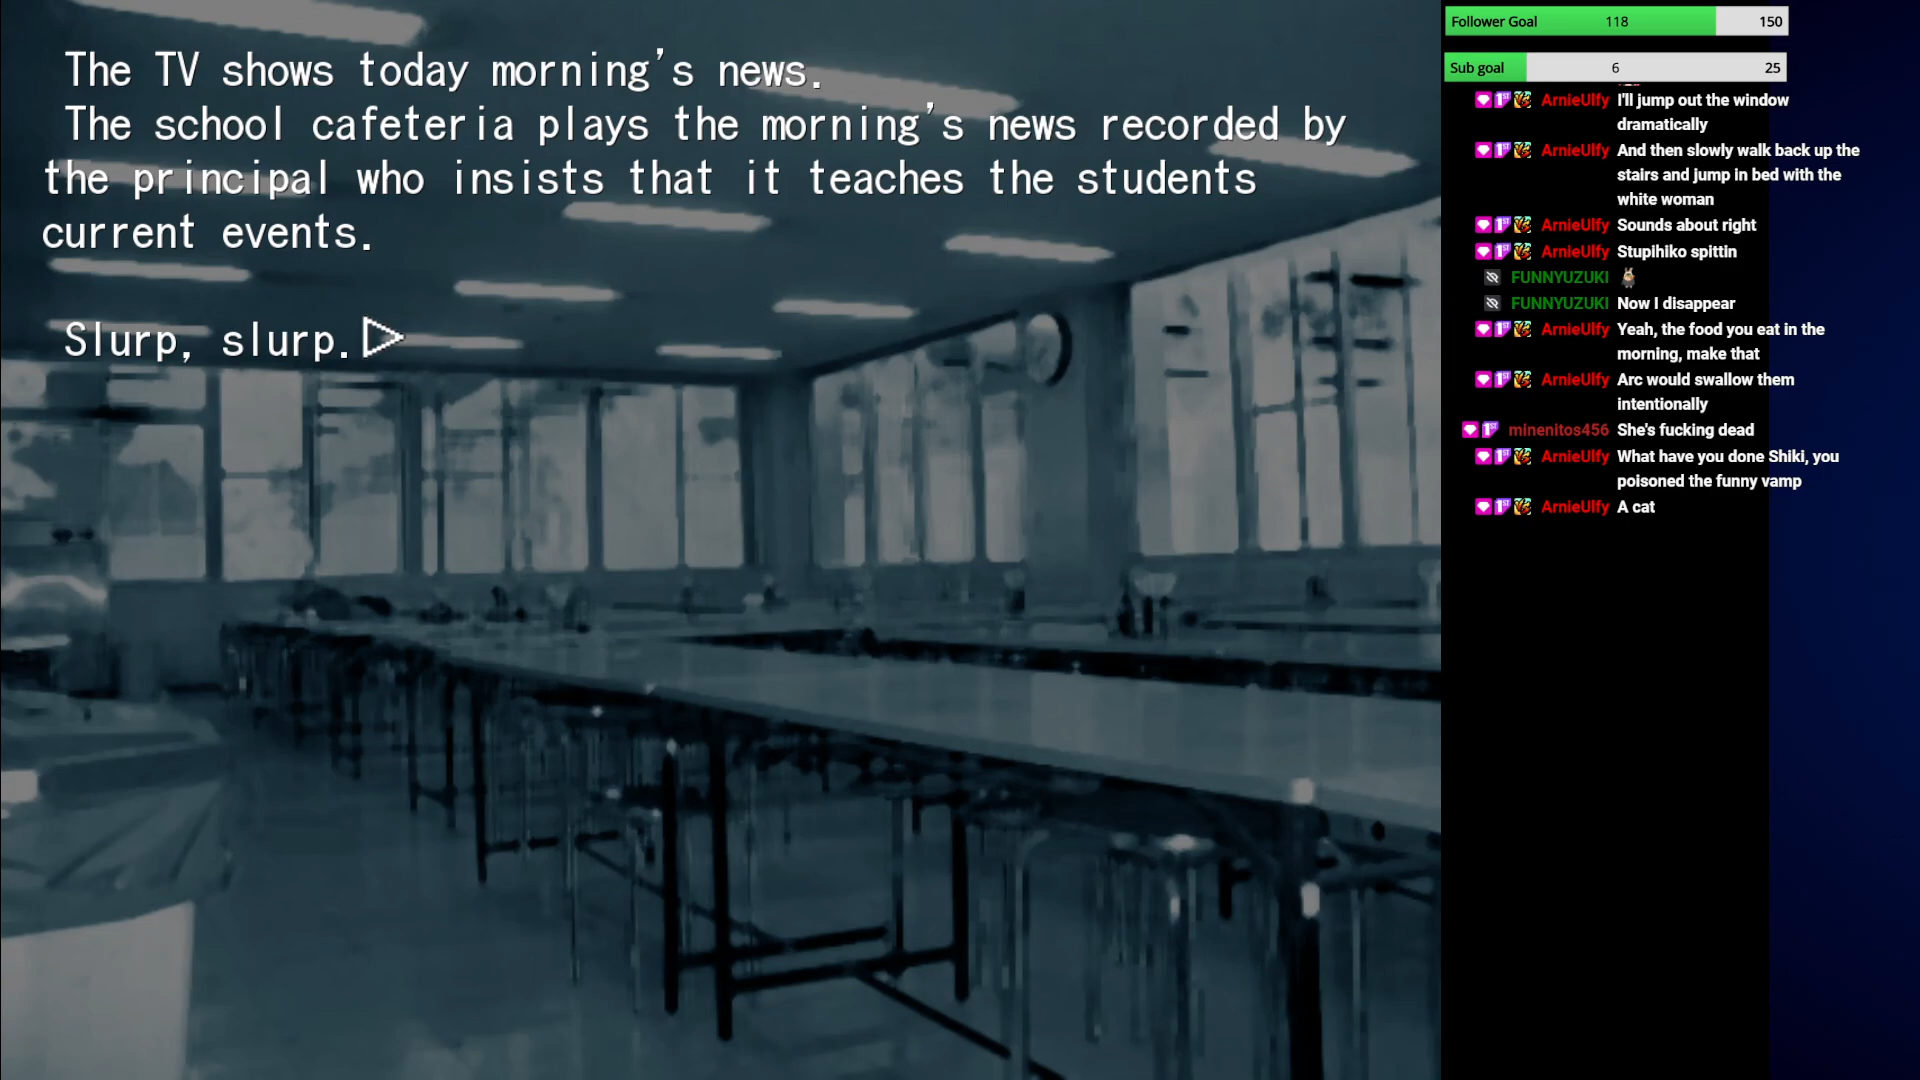 The TV shows today morning's news.
The school cafeteria plays the morning's news recorded by
the principal who insists that it teaches the students
current events.
Slurp, slurp.
Follower Goal 118 150
Sub goal 6 25
ArnieUlfy I'll jump out the window
dramatically
ArnieUlfy And then slowly walk back up the
stairs and jump in bed with the
white woman
ArnieUlfy Sounds about right
ArnieUlfy Stupihiko spittin
FUNNYUZUKI
FUNNYUZUKI Now I disappear
ArnieUlfy Yeah, the food you eat in the
morning, make that
ArnieUlfy Arc would swallow them
intentionally
minenitos456 She's fucking dead
ArnieUlfy What have you done Shiki, you
poisoned the funny vamp
ArnieUlfy A cat